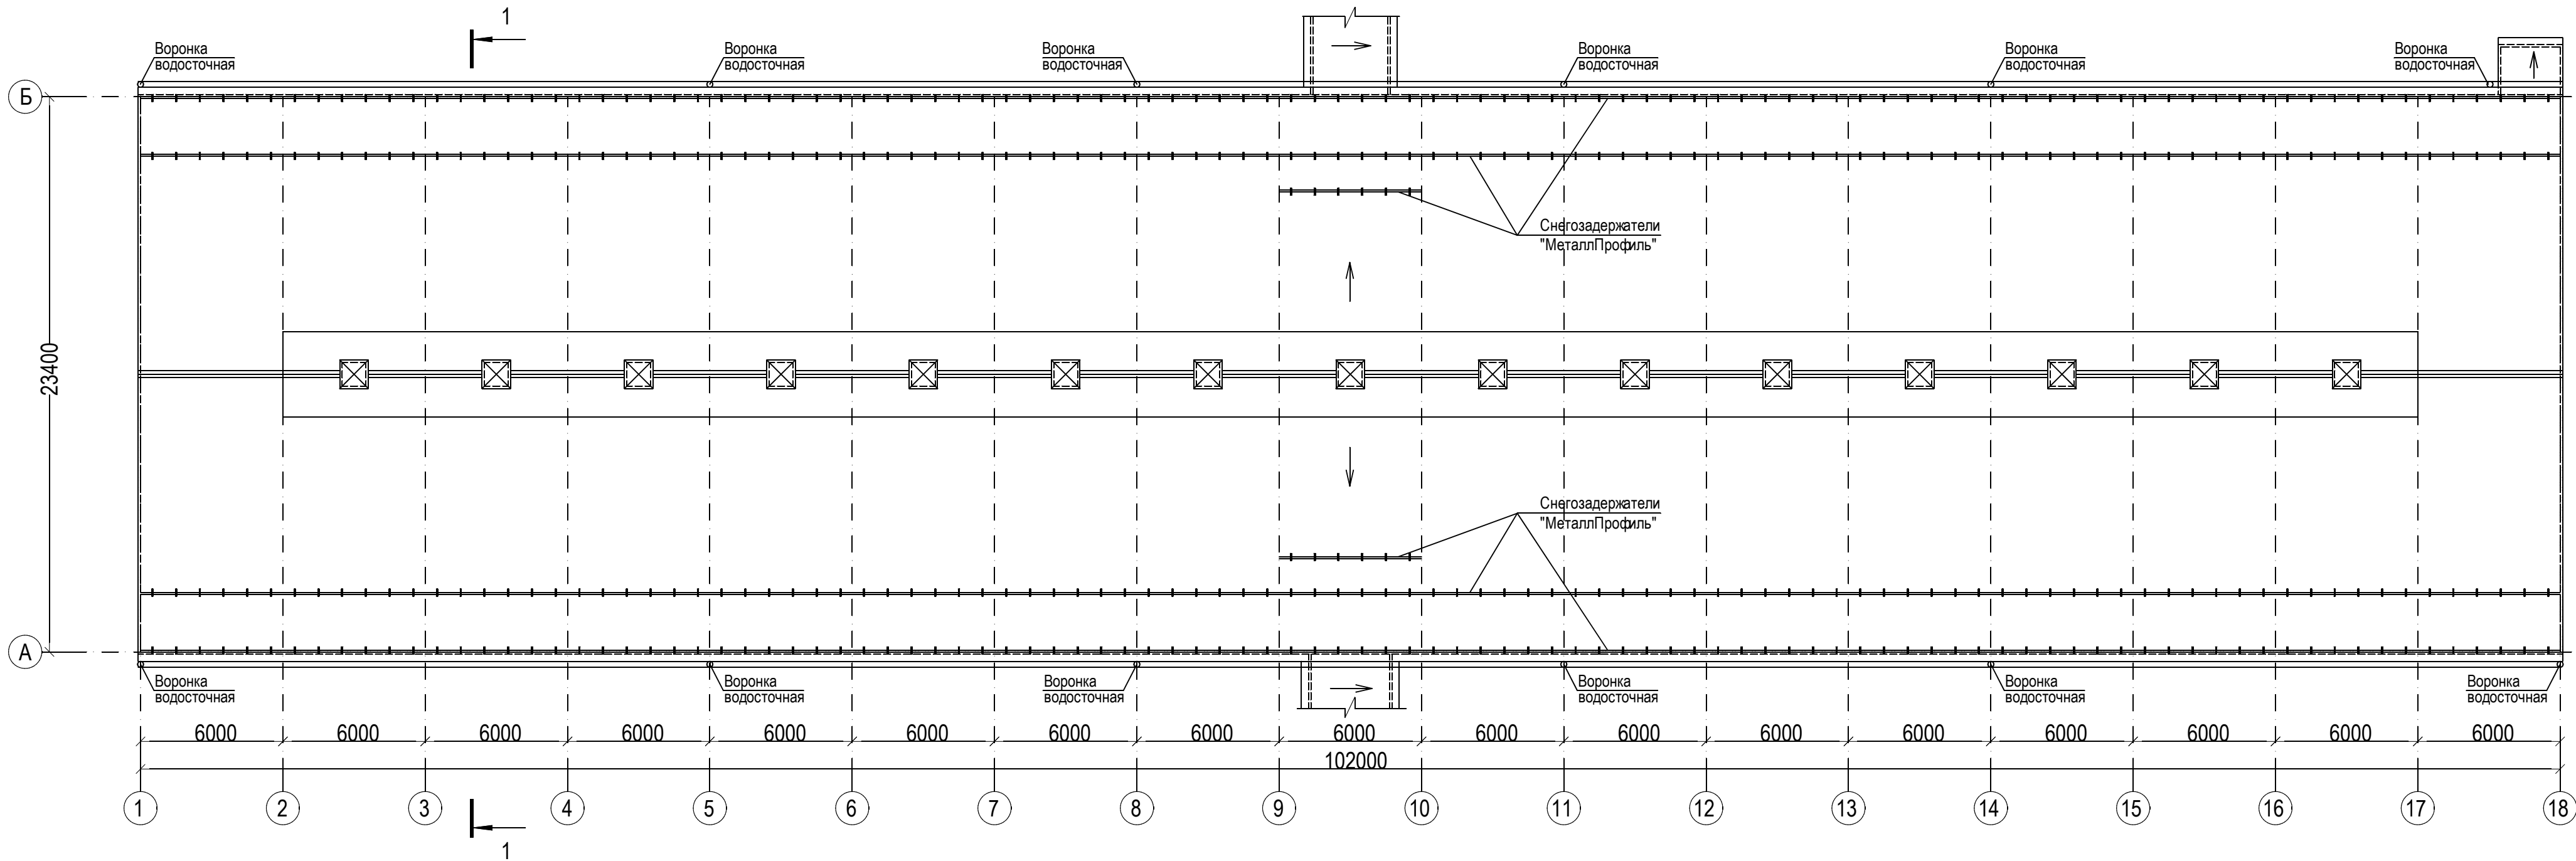 1
Воронка
водосточная
Воронка
водосточная
Воронка
водосточная
Воронка
водосточная
Воронка
водосточная
Воронка
водосточная
Б
Снегозадержатели
"МеталлПрофиль"
23400
Снегозадержатели
"МеталлПрофиль"
А
Воронка
водосточная
Воронка
водосточная
Воронка
водосточная
Воронка
водосточная
Воронка
водосточная
Воронка
водосточная
6000 6000 6000 6000 6000 6000 6000 6000 6000 6000 6000 6000 6000 6000 6000 6000 6000
102000
1 2 3 4 5 6 7 8 9 10 11 12 13 14 15 16 17 18
1